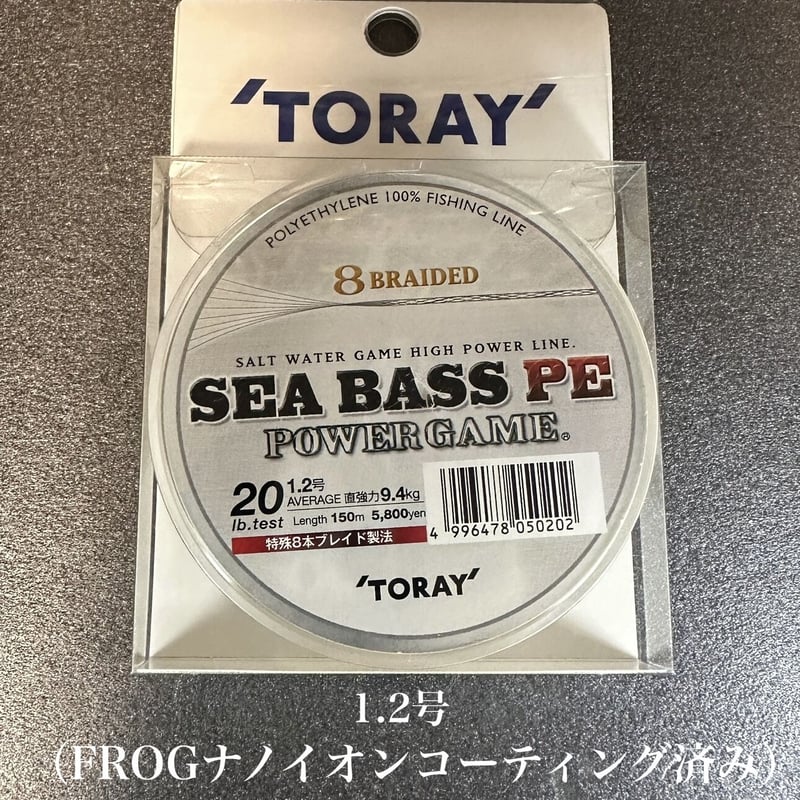 'TORAY'
POLYETHYLENE 100% FISHING LINE
8 BRAIDED
SALT WATER GAME HIGH POWER LINE.
SEA BASS PE
POWERGAME®
20 lb.test
1.2号
AVERAGE 直強力9.4kg
Length 150m 5,800yen
特殊8本ブレイド製法
4 996478 050202
'TORAY'
1.2号
(FROGナノイオンコーティング済み)